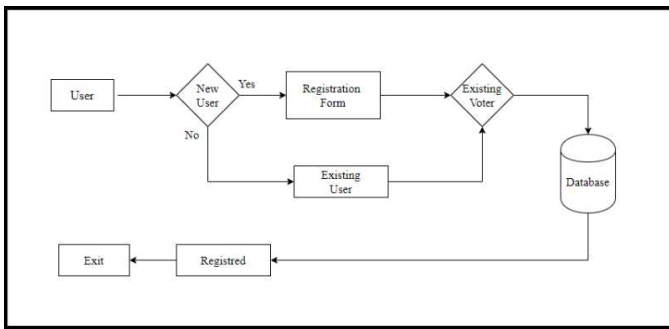 User
New
User
Yes
No
Registration
Form
Existing
Voter
Existing
User
Database
Exit
Registred